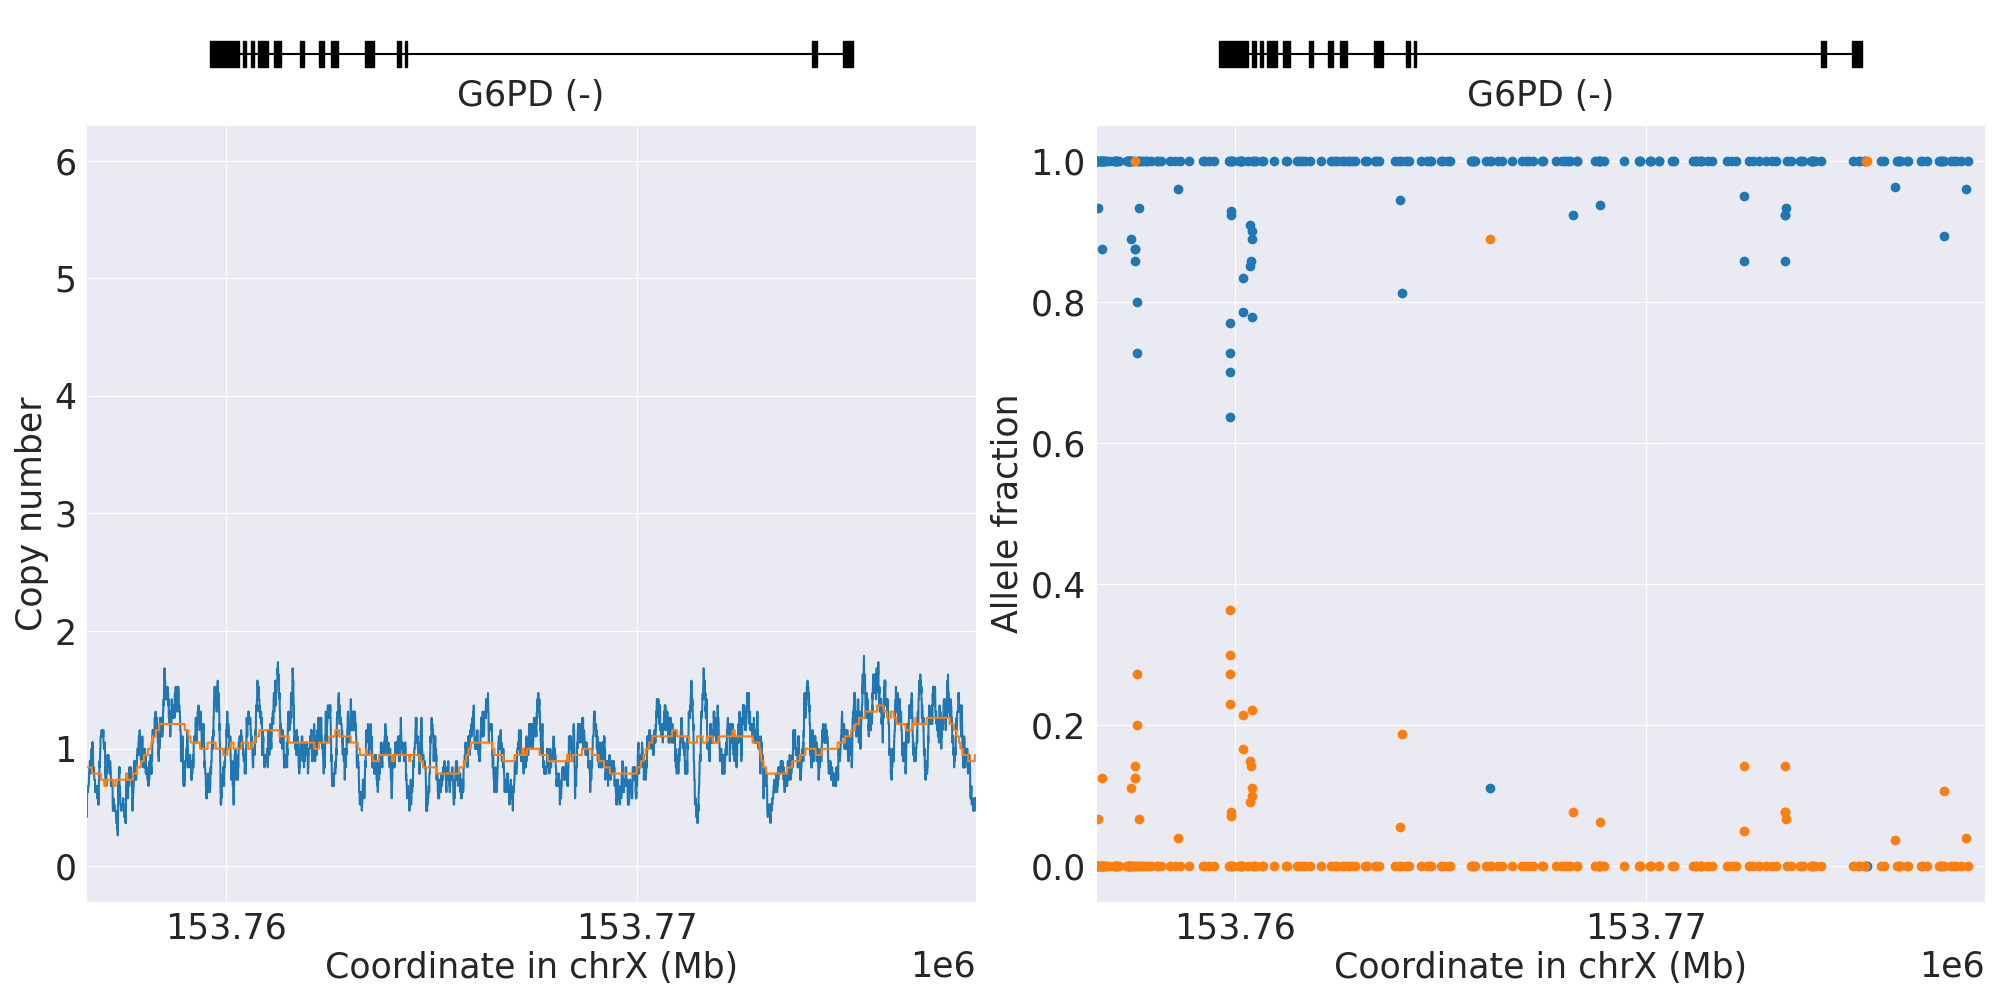 G6PD (-)
6
5
4
3
2
1
0
Copy number
153.76
153.77
Coordinate in chrX (Mb)
1e6
G6PD (-)
1.0
0.8
0.6
0.4
0.2
0.0
Allele fraction
153.76
153.77
Coordinate in chrX (Mb)
1e6